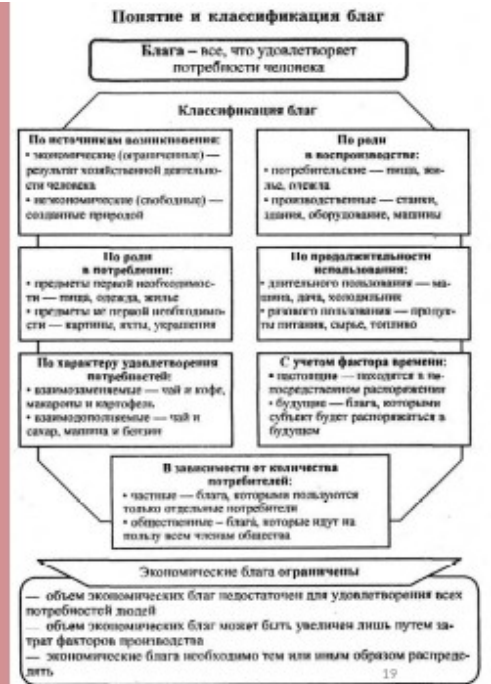 Понятие и классификация благ
Блага – все, что удовлетворяет
потребности человека
Классификация благ
По источникам возникновения:
• экономические (ограниченные) —
результат хозяйственной деятельно-
сти человека
• неэкономические (свободные) —
созданные природой
По роли
в воспроизводстве:
• потребительские — пища, жи-
лье, одежда
• производственные — станки,
здания, оборудование, машины
По роли
в потреблении:
• предметы первой необходимос-
ти — пища, одежда, жилье
• предметы не первой необходимо-
сти — картины, яхты, украшения
По продолжительности
использования:
• длительного пользования — ма-
шина, дача, холодильник
• разового пользования — продук-
ты питания, сырье, топливо
По характеру удовлетворения
потребностей:
• взаимозаменяемые — чай и кофе,
макароны и картофель
• взаимодополняемые — чай и
сахар, машина и бензин
С учетом фактора времени:
• настоящие — находятся в не-
посредственном распоряжении
• будущие — блага, которыми
субъект будет распоряжаться в
будущем
В зависимости от количества
потребителей:
• частные — блага, которыми пользуются
только отдельные потребители
• общественные – блага, которые идут на
пользу всем членам общества
Экономические блага ограничены
— объем экономических благ недостаточен для удовлетворения всех
потребностей людей
— объем экономических благ может быть увеличен лишь путем за-
трат факторов производства
— экономические блага необходимо тем или иным образом распреде-
лять
19